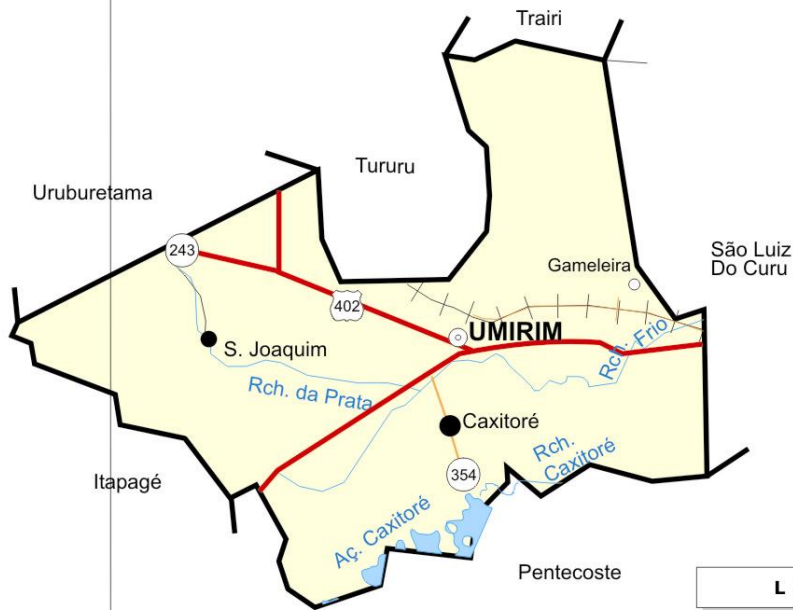 Trairi
Tururu
Uruburetama
243
São Luiz
Do Curu
Gameleira
402
UMIRIM
Rch. Frio
S. Joaquim
Rch. da Prata
Caxitoré
354
Rch.
Caxitoré
Itapagé
Aç. Caxitoré
Pentecoste
L